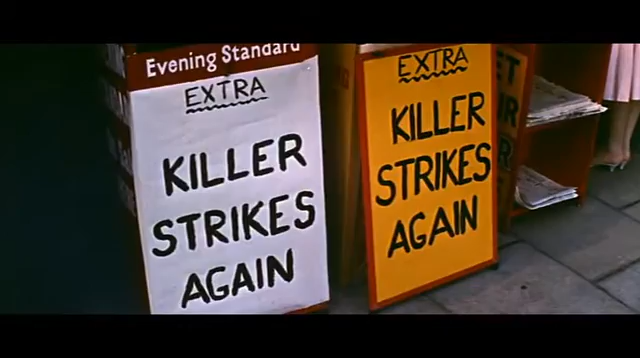 Evening Standard
EXTRA
KILLER
STRIKES
AGAIN
EXTRA
KILLER
STRIKES
AGAIN